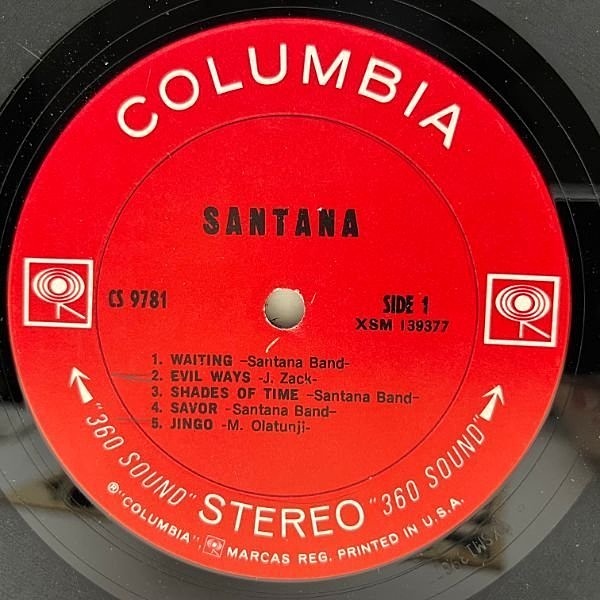 COLUMBIA
SANTANA
CS 9781
SIDE 1
XSM 139377
1. WAITING -Santana Band-
2. EVIL WAYS -J. Zack-
3. SHADES OF TIME -Santana Band-
4. SAVOR -Santana Band-
5. JINGO -M. Olatunji-
"360 SOUND" STEREO "360 SOUND"
℗"COLUMBIA" MARCAS REG. PRINTED IN U.S.A.